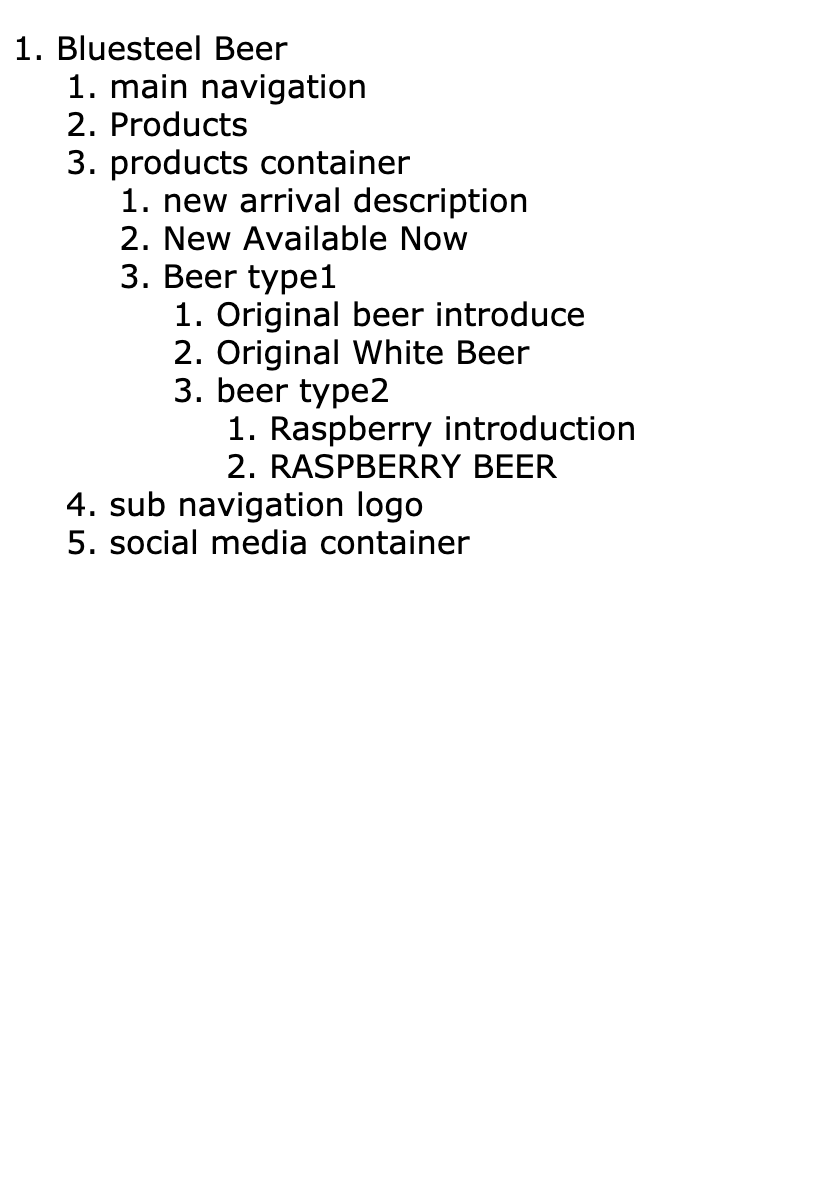 1. Bluesteel Beer
1. main navigation
2. Products
3. products container
1. new arrival description
2. New Available Now
3. Beer type1
1. Original beer introduce
2. Original White Beer
3. beer type2
1. Raspberry introduction
2. RASPBERRY BEER
4. sub navigation logo
5. social media container